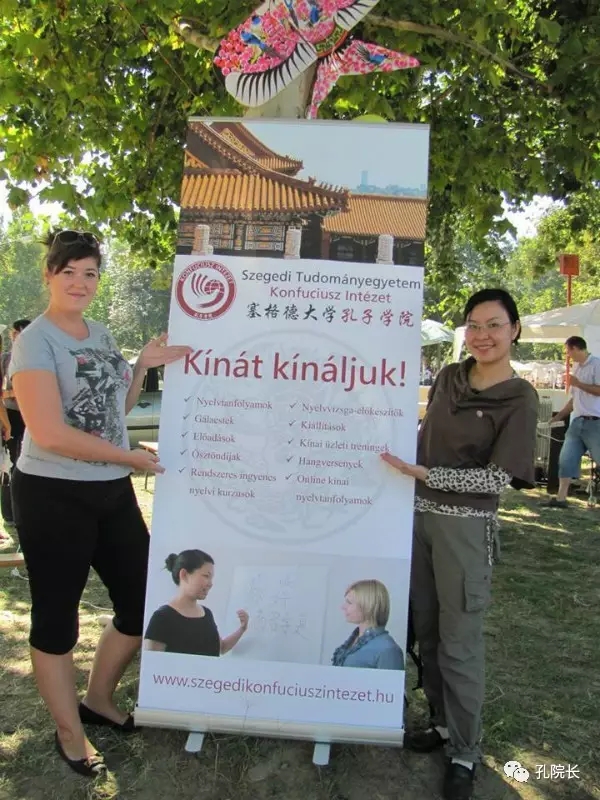 KONFUCIUSZ INTÉZET
Szegedi Tudományegyetem
Konfuciusz Intézet
塞格德大学孔子学院
Kínát kínáljuk!
✓ Nyelvtanfolyamok
✓ Gálaestek
✓ Előadások
✓ Ösztöndíjak
✓ Rendszeres ingyenes
nyelvi kurzusok
✓ Nyelvvizsga-előkészítők
✓ Kiállítások
✓ Kínai üzleti tréningek
✓ Hangversenyek
✓ Online kínai
nyelvtanfolyamok
www.szegedikonfuciuszintezet.hu
孔院长